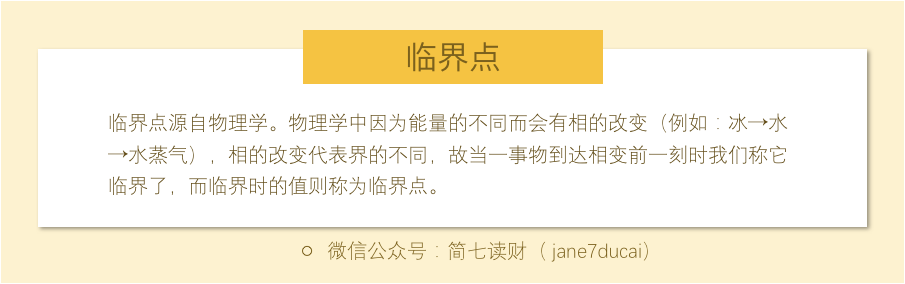 临界点
临界点源自物理学。物理学中因为能量的不同而会有相的改变（例如：冰→水
→水蒸气），相的改变代表界的不同，故当一事物到达相变前一刻时我们称它
临界了，而临界时的值则称为临界点。
微信公众号：简七读财（jane7ducai）